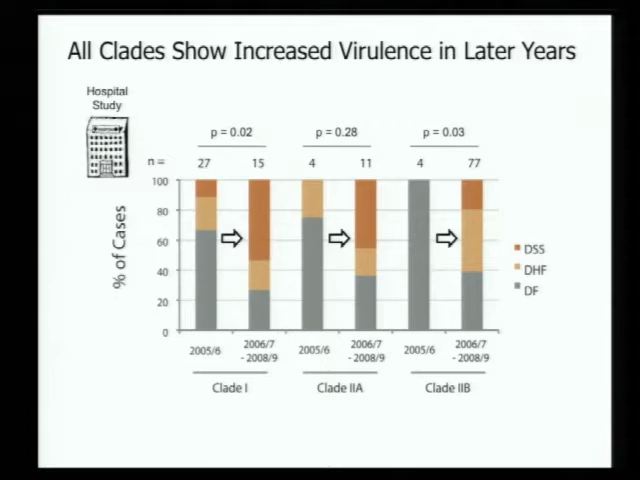 All Clades Show Increased Virulence in Later Years
Hospital
Study
p = 0.02
p = 0.28
p = 0.03
n =
27
15
4
11
4
77
% of Cases
100
80
60
40
20
0
DSS
DHF
DF
2005/6
2006/7
- 2008/9
2005/6
2006/7
- 2008/9
2005/6
2006/7
- 2008/9
Clade I
Clade IIA
Clade IIB